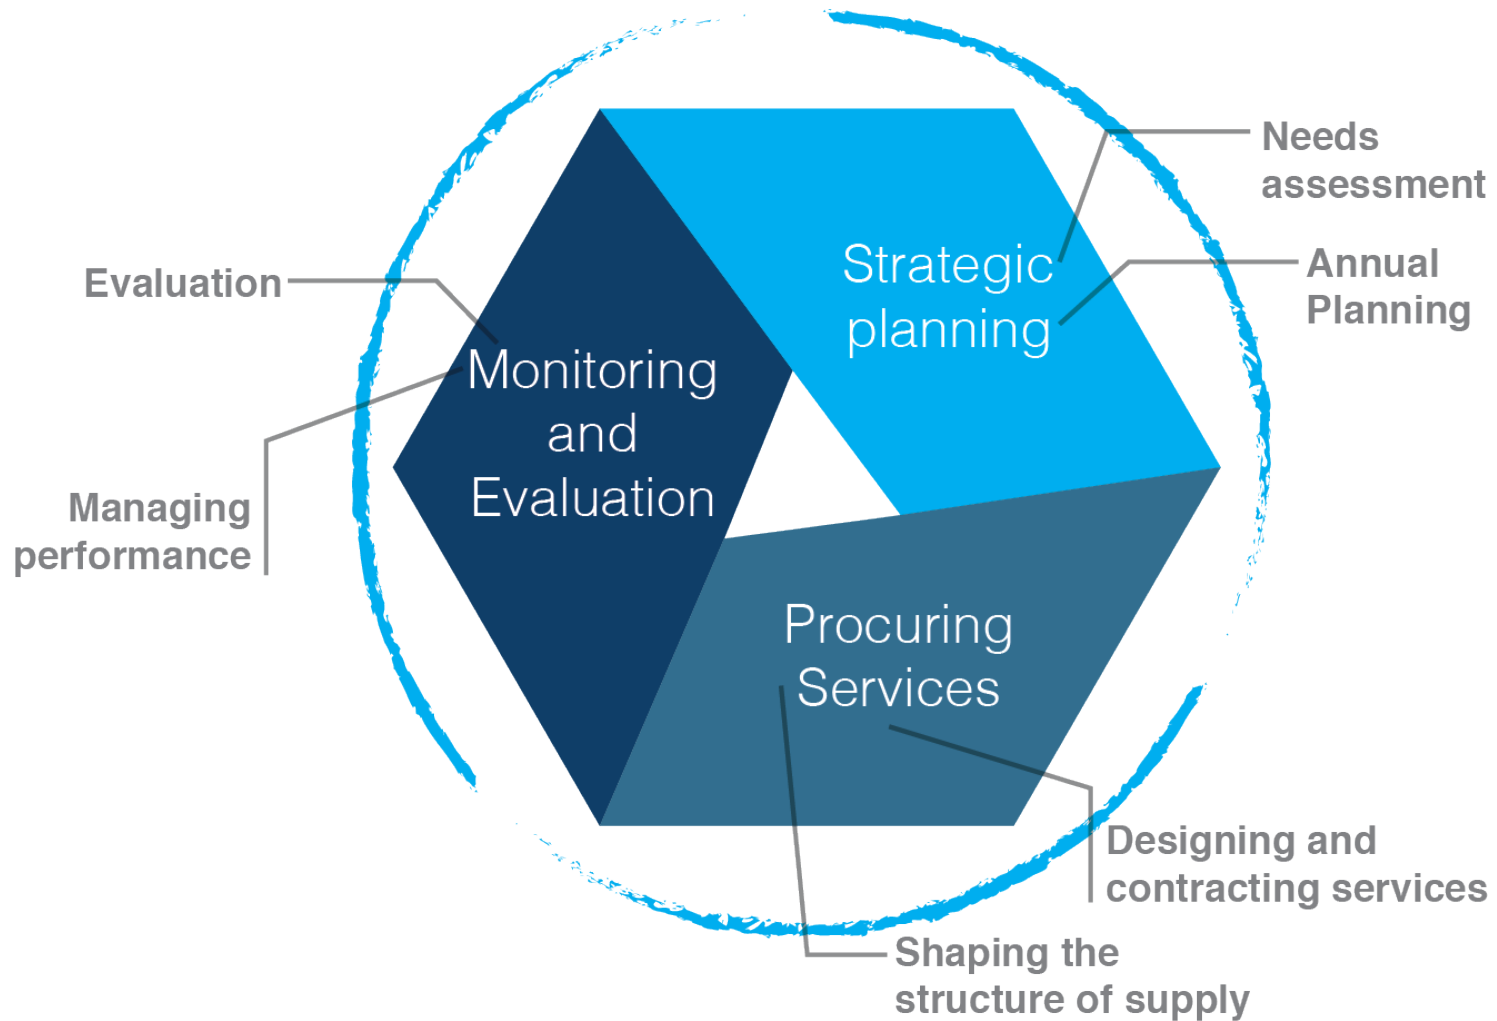 Needs
assessment
Strategic
planning
Annual
Planning
Evaluation
Monitoring
and
Evaluation
Managing
performance
Procuring
Services
Designing and
contracting services
Shaping the
structure of supply